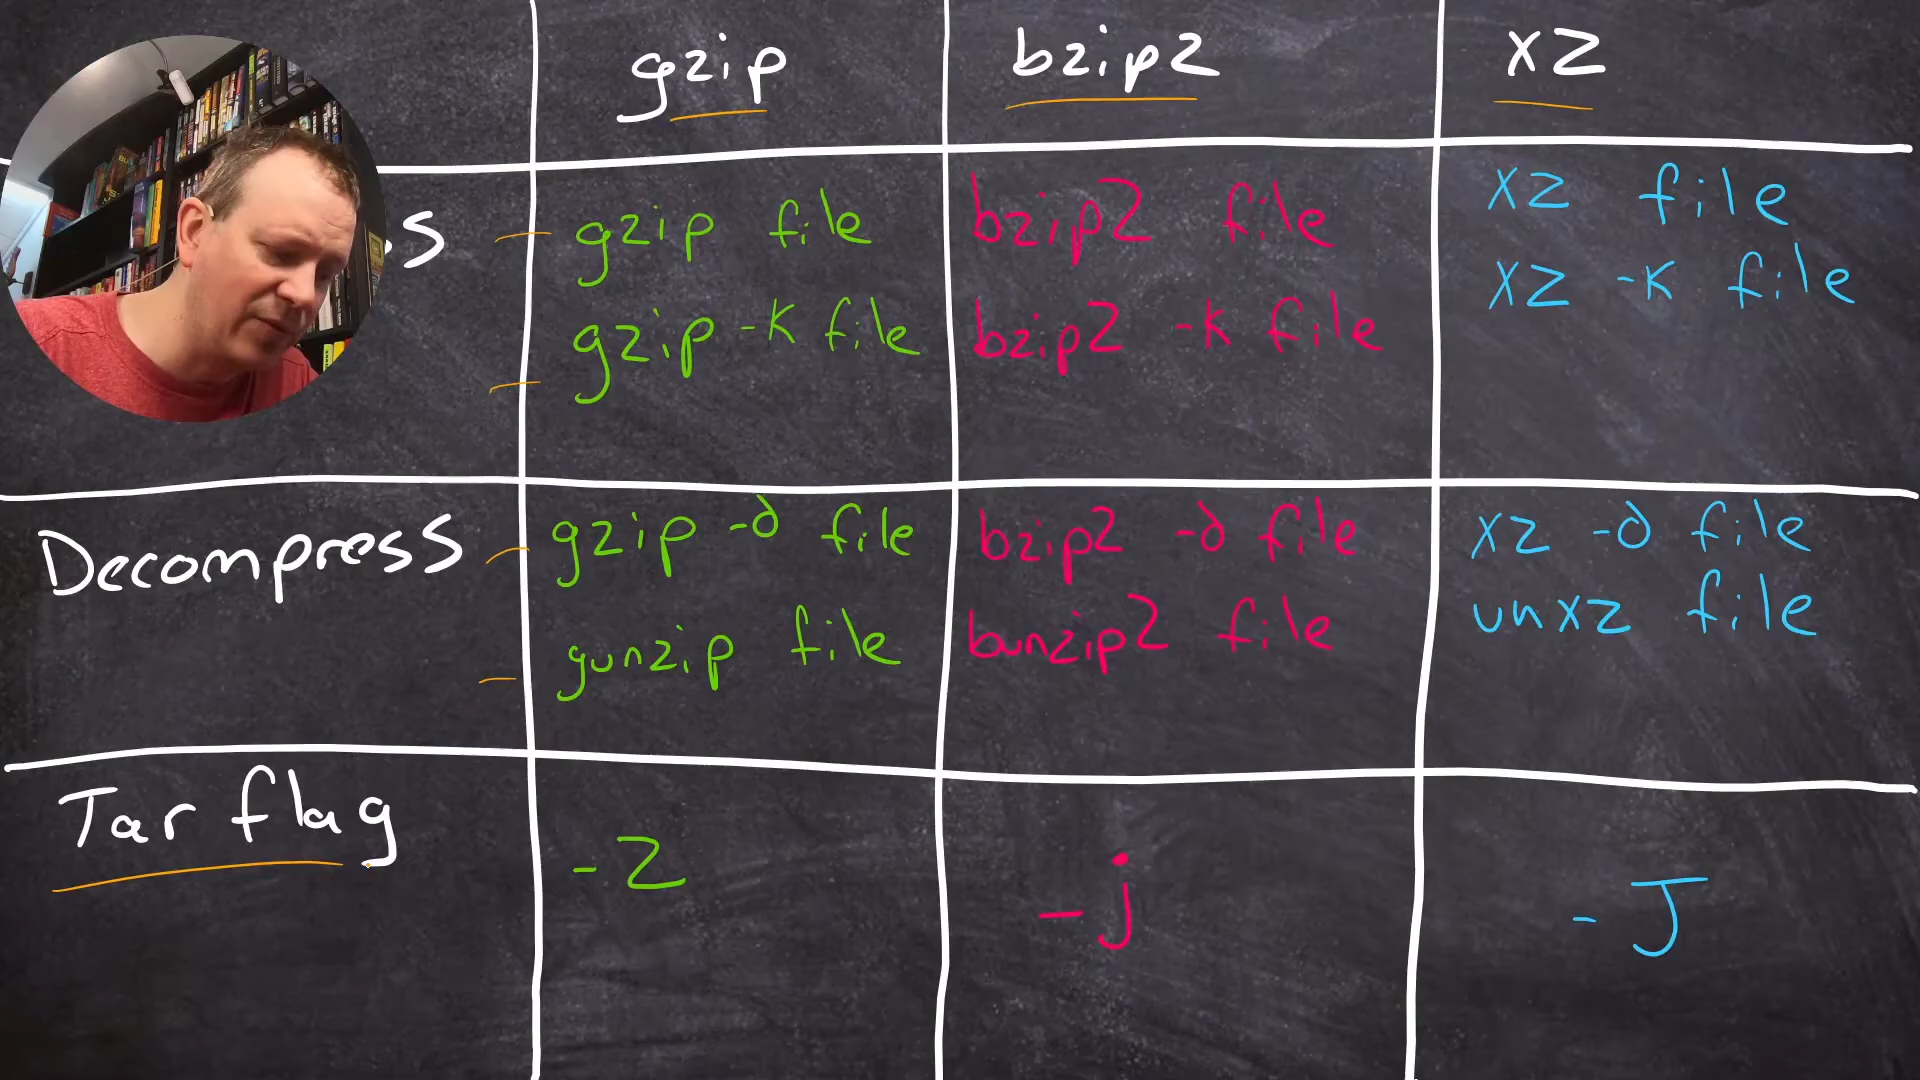 gzip bzip2 xz
gzip file bzip2 file xz file
gzip -k file bzip2 -k file xz -k file
Decompress gzip -d file bzip2 -d file xz -d file
gunzip file bunzip2 file unxz file
Tar flag -z -j -J